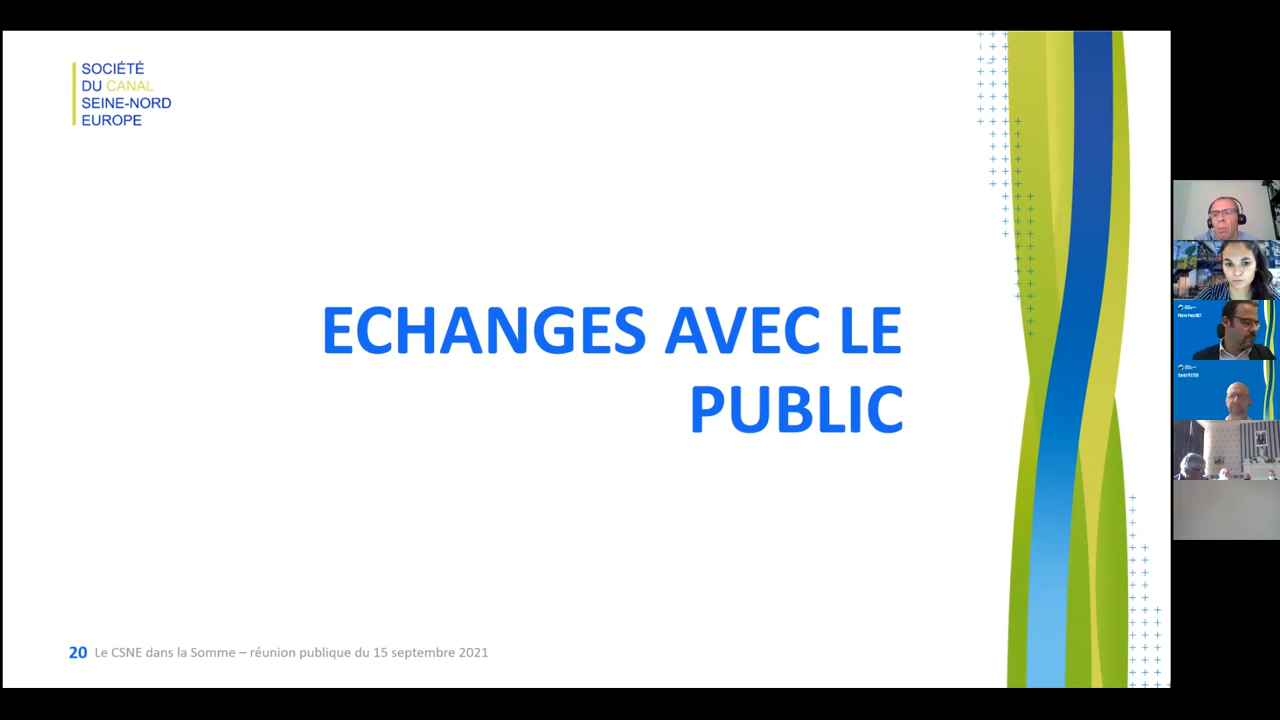 SOCIÉTÉ
DU CANAL
SEINE-NORD
EUROPE
ECHANGES AVEC LE
PUBLIC
20 Le CSNE dans la Somme – réunion publique du 15 septembre 2021